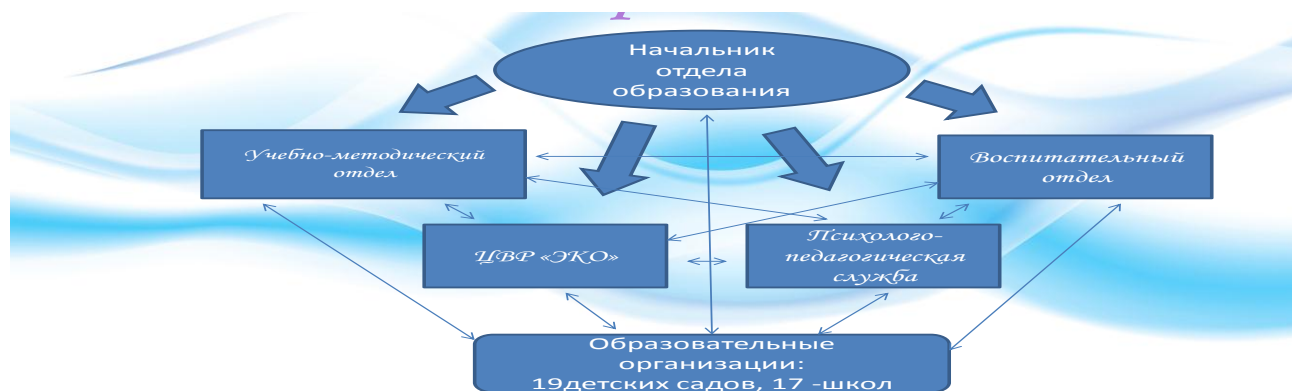 Начальник
отдела
образования
Учебно-методический
отдел
Воспитательный
отдел
ЦВР «ЭКО»
Психолого-
педагогическая
служба
Образовательные
организации:
19детских садов, 17 -школ